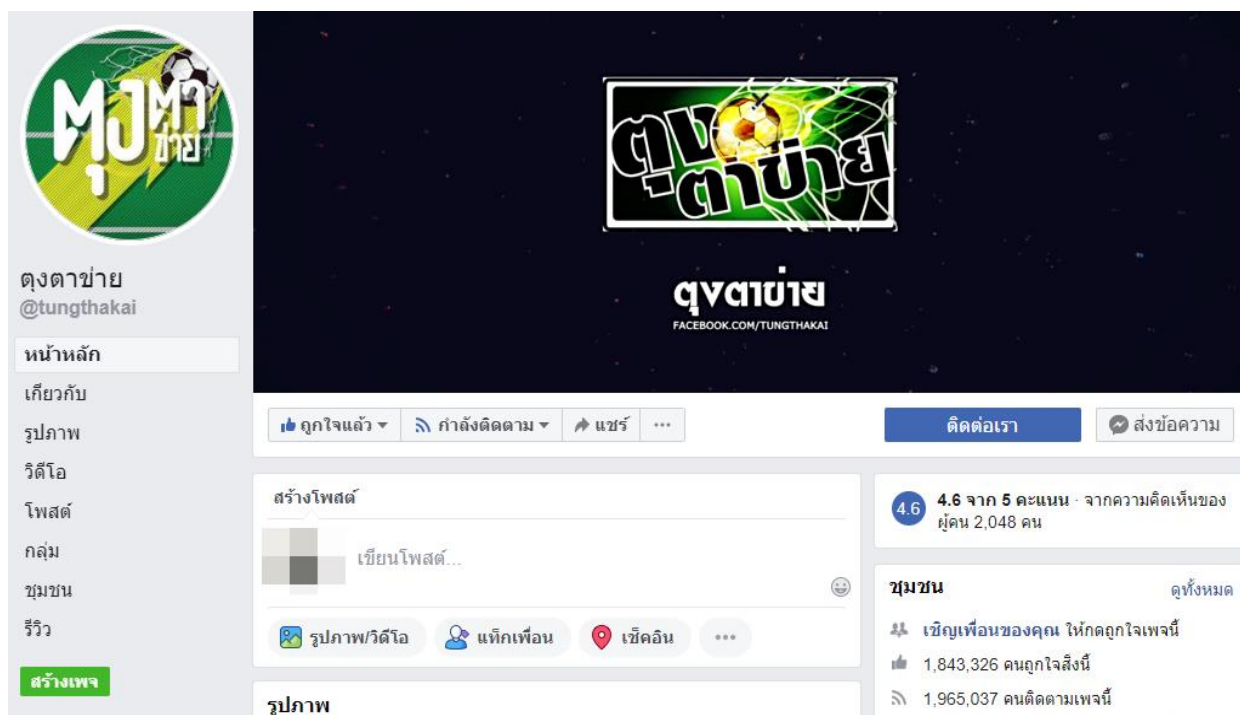 ตุงตาข่าย
ตุงตาข่าย
@tungthakai
หน้าหลัก
เกี่ยวกับ
รูปภาพ
วิดีโอ
โพสต์
กลุ่ม
ชุมชน
รีวิว
สร้างเพจ
ตุงตาข่าย
ตุงตาข่าย
FACEBOOK.COM/TUNGTHAKAI
ถูกใจแล้ว กำลังติดตาม แชร์ ...
ติดต่อเรา ส่งข้อความ
สร้างโพสต์
เขียนโพสต์...
รูปภาพ/วิดีโอ แท็กเพื่อน เช็คอิน ...
รูปภาพ
4.6 4.6 จาก 5 คะแนน · จากความคิดเห็นของ
ผู้คน 2,048 คน
ชุมชน ดูทั้งหมด
เชิญเพื่อนของคุณ ให้กดถูกใจเพจนี้
1,843,326 คนถูกใจสิ่งนี้
1,965,037 คนติดตามเพจนี้